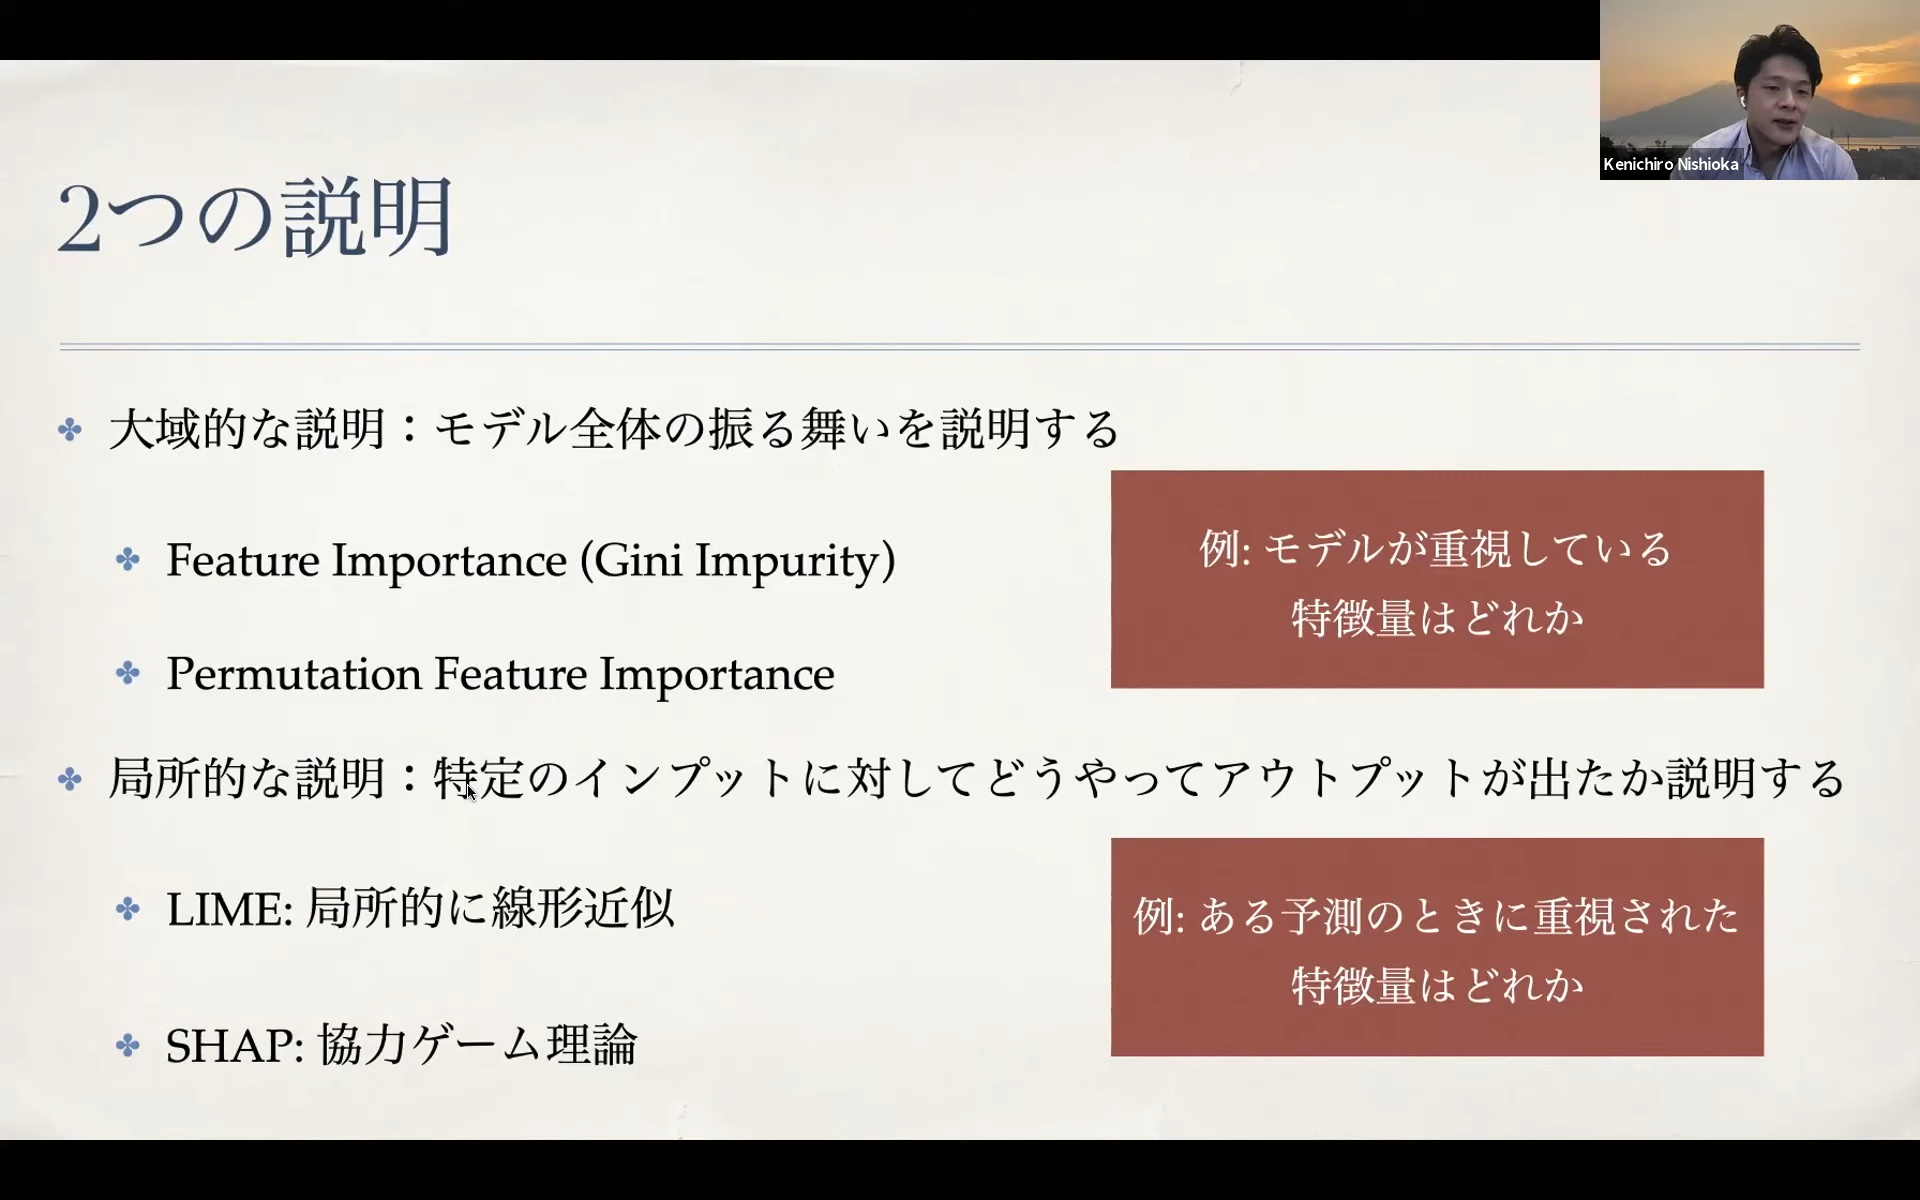 Kenichiro Nishioka
2つの説明
大域的な説明：モデル全体の振る舞いを説明する
Feature Importance (Gini Impurity)
Permutation Feature Importance
例: モデルが重視している
特徴量はどれか
局所的な説明：特定のインプットに対してどうやってアウトプットが出たか説明する
LIME: 局所的に線形近似
SHAP: 協力ゲーム理論
例: ある予測のときに重視された
特徴量はどれか